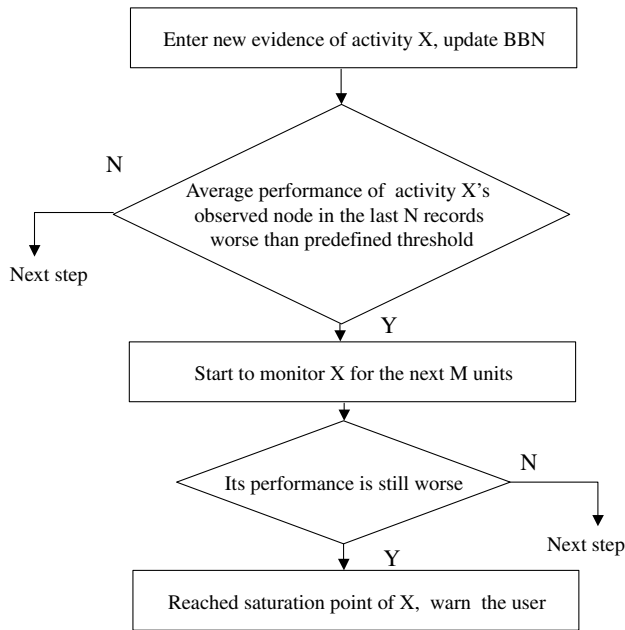 Enter new evidence of activity X, update BBN
N
Average performance of activity X's
observed node in the last N records
worse than predefined threshold
Next step
Y
Start to monitor X for the next M units
Its performance is still worse
N
Next step
Y
Reached saturation point of X, warn the user